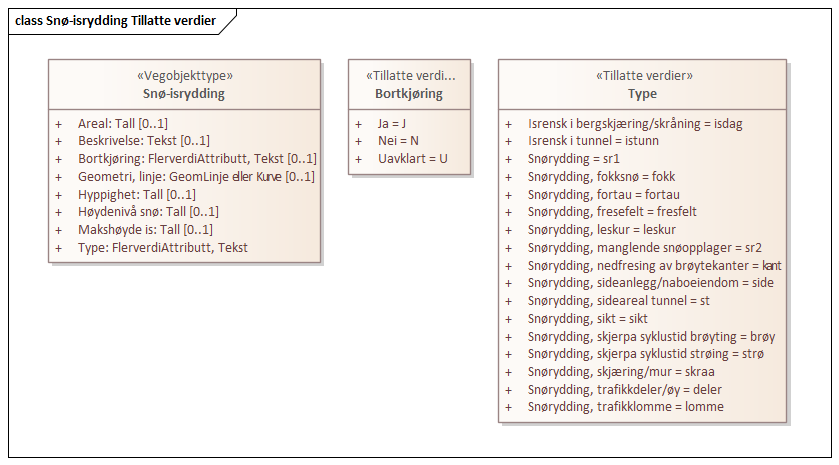 class Snø-isrydding Tillatte verdier
«Vegobjekttype»
Snø-isrydding
+ Areal: Tall [0..1]
+ Beskrivelse: Tekst [0..1]
+ Bortkjøring: FlerverdiAttributt, Tekst [0..1]
+ Geometri, linje: GeomLinje eller Kurve [0..1]
+ Hyppighet: Tall [0..1]
+ Høydenivå snø: Tall [0..1]
+ Makshøyde is: Tall [0..1]
+ Type: FlerverdiAttributt, Tekst
«Tillatte verdi...
Bortkjøring
+ Ja = J
+ Nei = N
+ Uavklart = U
«Tillatte verdier»
Type
+ Isrensk i bergskjæring/skråning = isdag
+ Isrensk i tunnel = istunn
+ Snørydding = sr1
+ Snørydding, fokksnø = fokk
+ Snørydding, fortau = fortau
+ Snørydding, fresefelt = fresfelt
+ Snørydding, leskur = leskur
+ Snørydding, manglende snøopplager = sr2
+ Snørydding, nedfresing av brøytekanter = kant
+ Snørydding, sideanlegg/naboeiendom = side
+ Snørydding, sideareal tunnel = st
+ Snørydding, sikt = sikt
+ Snørydding, skjerpa syklustid brøyting = brøy
+ Snørydding, skjerpa syklustid strøing = strø
+ Snørydding, skjæring/mur = skraa
+ Snørydding, trafikkdeler/øy = deler
+ Snørydding, trafikklomme = lomme